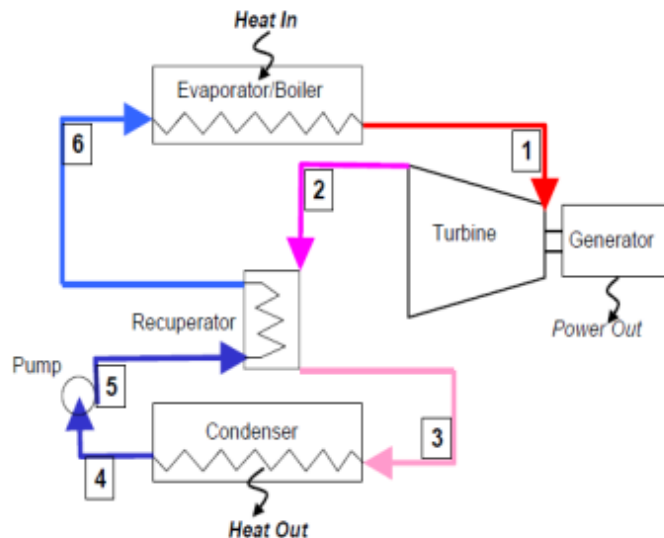 Heat In
Evaporator/Boiler
6
1
2
Turbine
Generator
Recuperator
Power Out
Pump
5
Condenser
3
4
Heat Out